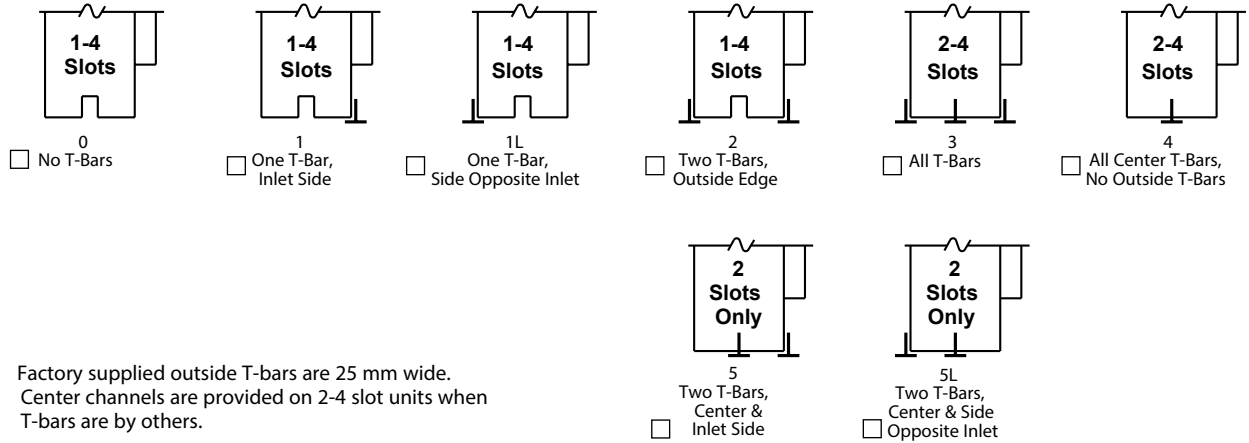 1-4
Slots
0
No T-Bars
1-4
Slots
1
One T-Bar,
Inlet Side
1-4
Slots
1L
One T-Bar,
Side Opposite Inlet
1-4
Slots
2
Two T-Bars,
Outside Edge
2-4
Slots
3
All T-Bars
2-4
Slots
4
All Center T-Bars,
No Outside T-Bars
2
Slots
Only
5
Two T-Bars,
Center &
Inlet Side
2
Slots
Only
5L
Two T-Bars,
Center & Side
Opposite Inlet
Factory supplied outside T-bars are 25 mm wide.
Center channels are provided on 2-4 slot units when
T-bars are by others.